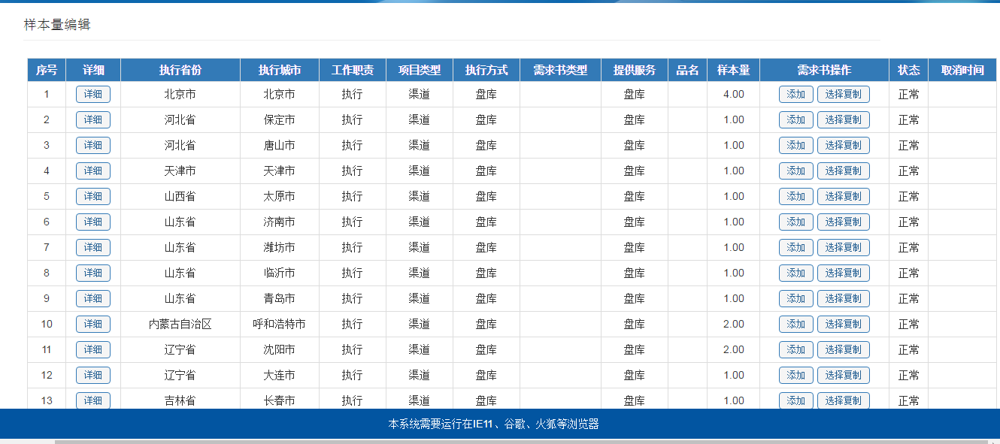 样本量编辑
序号 详细 执行省份 执行城市 工作职责 项目类型 执行方式 需求书类型 提供服务 品名 样本量 需求书操作 状态 取消时间
1 详细 北京市 北京市 执行 渠道 盘库 盘库 4.00 添加 选择复制 正常
2 详细 河北省 保定市 执行 渠道 盘库 盘库 1.00 添加 选择复制 正常
3 详细 河北省 唐山市 执行 渠道 盘库 盘库 1.00 添加 选择复制 正常
4 详细 天津市 天津市 执行 渠道 盘库 盘库 1.00 添加 选择复制 正常
5 详细 山西省 太原市 执行 渠道 盘库 盘库 1.00 添加 选择复制 正常
6 详细 山东省 济南市 执行 渠道 盘库 盘库 1.00 添加 选择复制 正常
7 详细 山东省 潍坊市 执行 渠道 盘库 盘库 1.00 添加 选择复制 正常
8 详细 山东省 临沂市 执行 渠道 盘库 盘库 1.00 添加 选择复制 正常
9 详细 山东省 青岛市 执行 渠道 盘库 盘库 1.00 添加 选择复制 正常
10 详细 内蒙古自治区 呼和浩特市 执行 渠道 盘库 盘库 2.00 添加 选择复制 正常
11 详细 辽宁省 沈阳市 执行 渠道 盘库 盘库 2.00 添加 选择复制 正常
12 详细 辽宁省 大连市 执行 渠道 盘库 盘库 1.00 添加 选择复制 正常
13 详细 吉林省 长春市 执行 渠道 盘库 盘库 1.00 添加 选择复制 正常
本系统需要运行在IE11、谷歌、火狐等浏览器